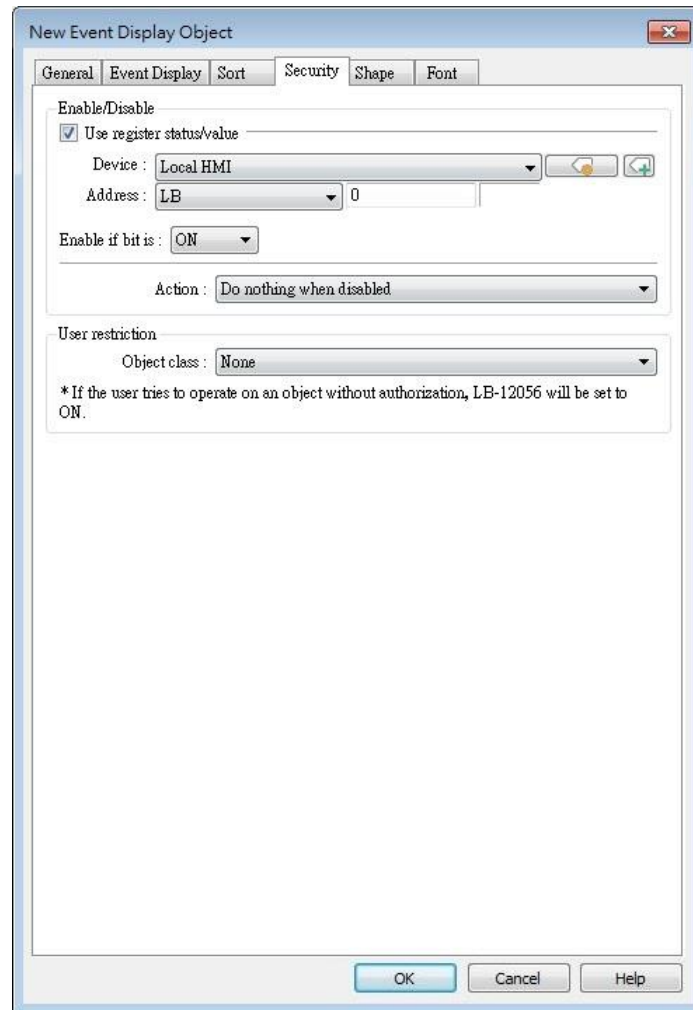 New Event Display Object
General Event Display Sort Security Shape Font
Enable/Disable
Use register status/value
Device : Local HMI
Address : LB 0
Enable if bit is : ON
Action : Do nothing when disabled
User restriction
Object class : None
* If the user tries to operate on an object without authorization, LB-12056 will be set to
ON.
OK Cancel Help